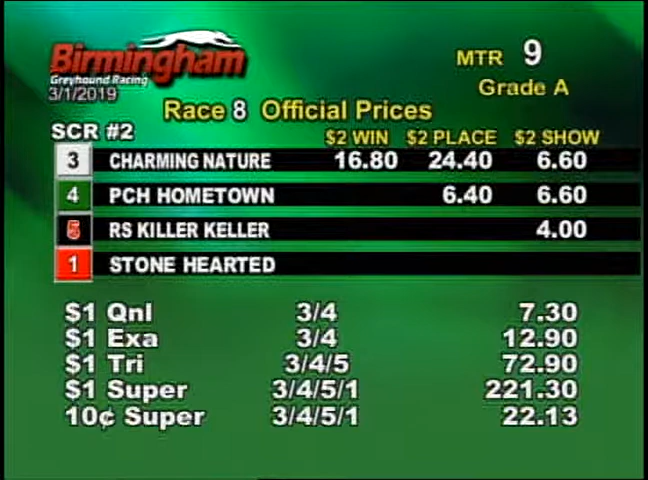 Birmingham
Greyhound Racing
3/1/2019
MTR 9
Grade A
Race 8 Official Prices
SCR #2
$2 WIN $2 PLACE $2 SHOW
3 CHARMING NATURE 16.80 24.40 6.60
4 PCH HOMETOWN 6.40 6.60
5 RS KILLER KELLER 4.00
1 STONE HEARTED
$1 Qnl 3/4 7.30
$1 Exa 3/4 12.90
$1 Tri 3/4/5 72.90
$1 Super 3/4/5/1 221.30
10¢ Super 3/4/5/1 22.13